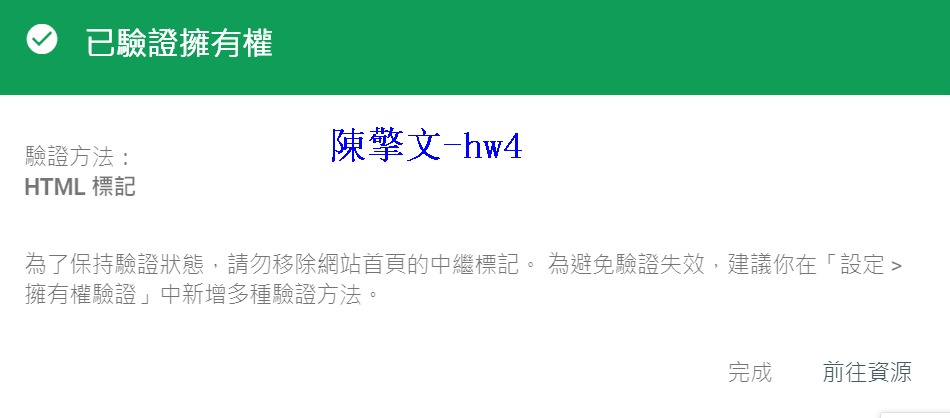 已驗證擁有權
陳擎文-hw4
驗證方法：
HTML 標記
為了保持驗證狀態，請勿移除網站首頁的中繼標記。 為避免驗證失效，建議你在「設定 >
擁有權驗證」中新增多種驗證方法。
完成 前往資源